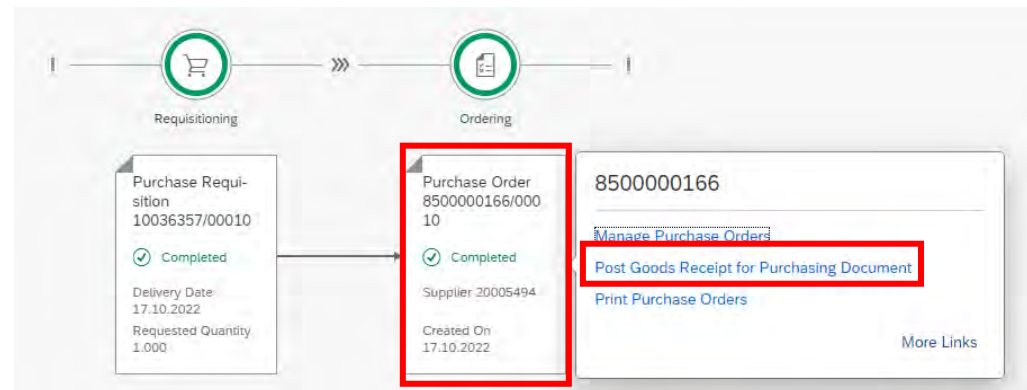 Requisitioning
Ordering
Purchase Requi-
sition
10036357/00010
Completed
Delivery Date
17.10.2022
Requested Quantity
1.000
Purchase Order
8500000166/000
10
Completed
Supplier 20005494
Created On
17.10.2022
8500000166
Manage Purchase Orders
Post Goods Receipt for Purchasing Document
Print Purchase Orders
More Links